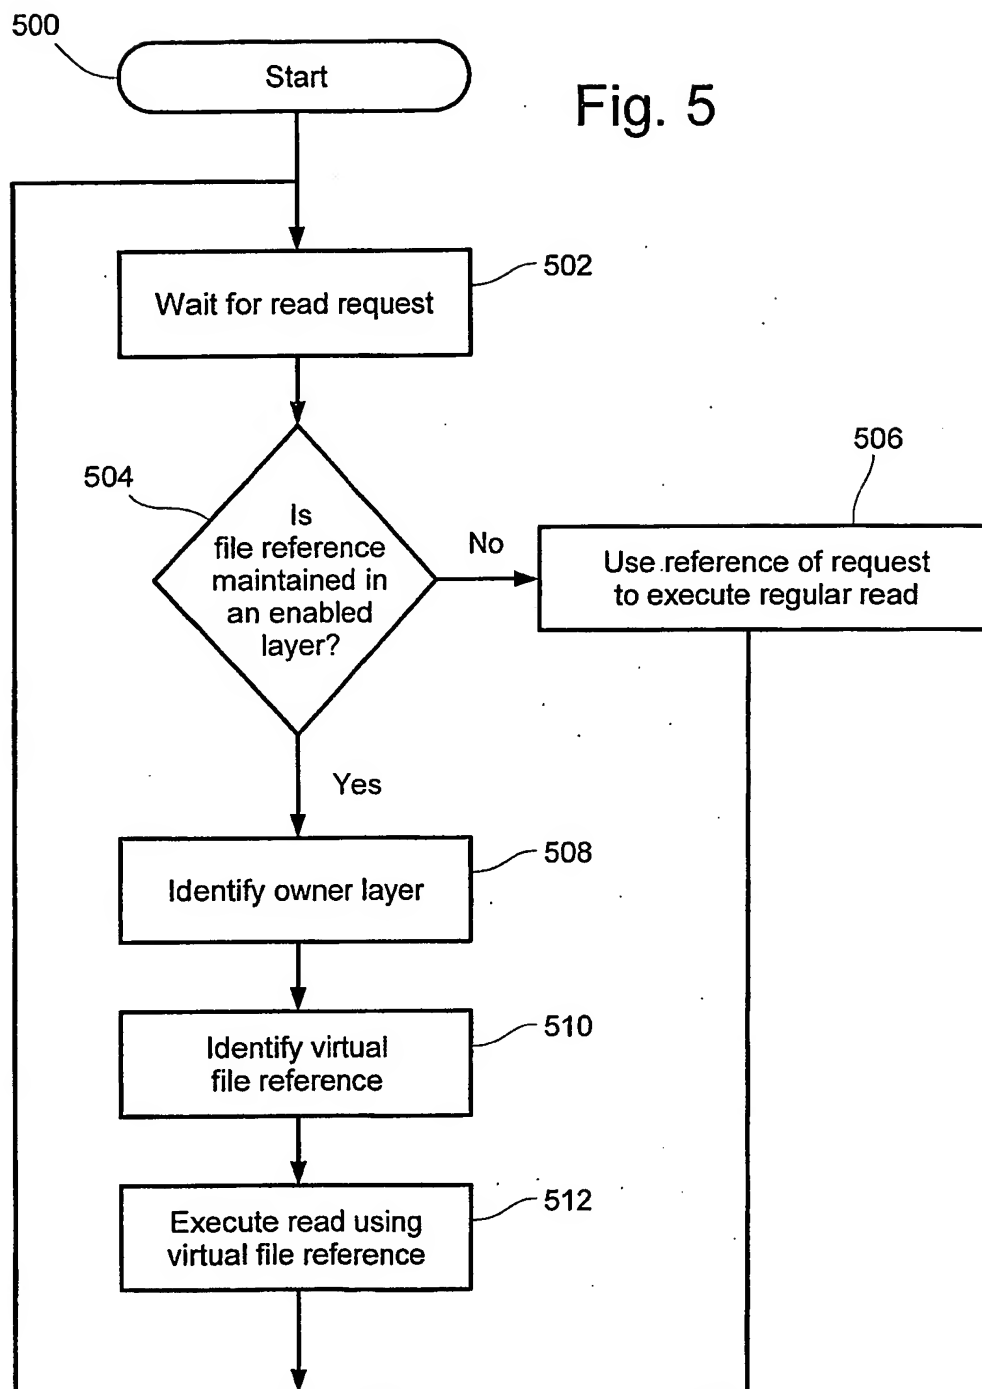 500
Start
Fig. 5
502
Wait for read request
504
Is
file reference
maintained in
an enabled
layer?
No
506
Use reference of request
to execute regular read
Yes
508
Identify owner layer
510
Identify virtual
file reference
512
Execute read using
virtual file reference